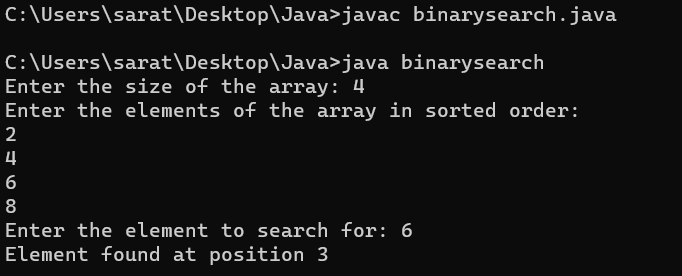 C:\Users\sarat\Desktop\Java>javac binarysearch.java
C:\Users\sarat\Desktop\Java>java binarysearch
Enter the size of the array: 4
Enter the elements of the array in sorted order:
2
4
6
8
Enter the element to search for: 6
Element found at position 3